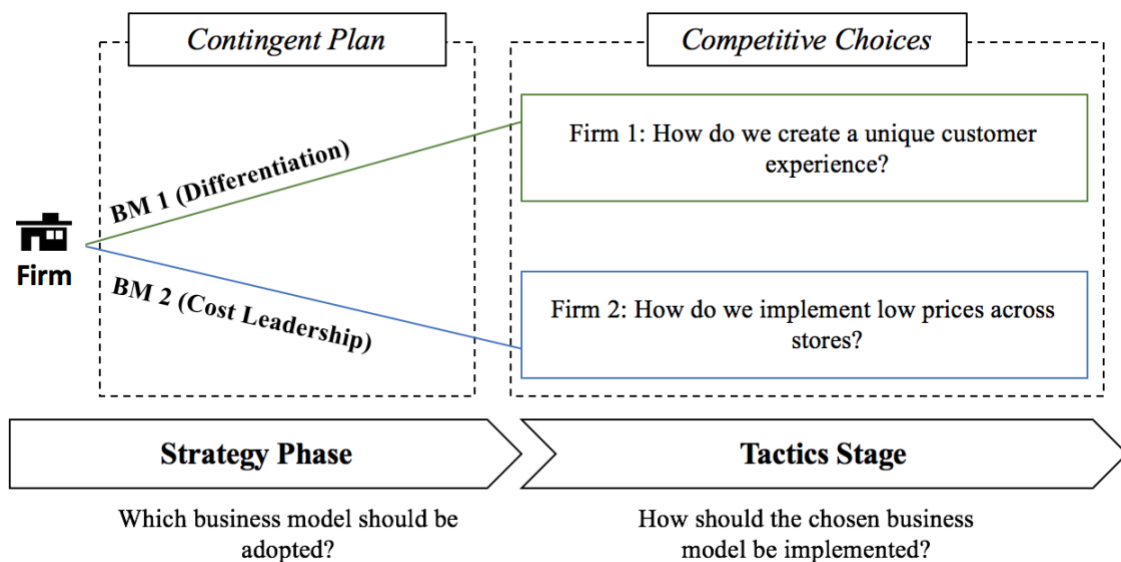 Contingent Plan
Competitive Choices
Firm 1: How do we create a unique customer
experience?
BM 1 (Differentiation)
Firm
BM 2 (Cost Leadership)
Firm 2: How do we implement low prices across
stores?
Strategy Phase
Tactics Stage
Which business model should be
adopted?
How should the chosen business
model be implemented?